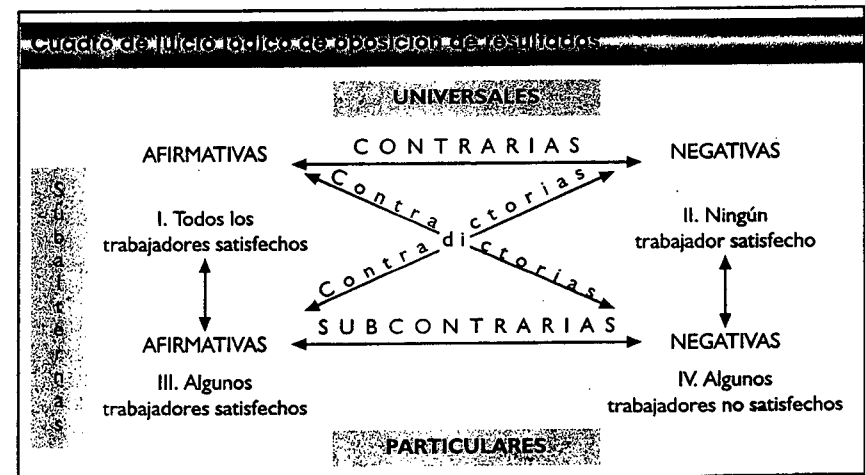 Cuadro de juicio lógico de oposición de resultados
UNIVERSALES
AFIRMATIVAS
CONTRARIAS
NEGATIVAS
Contradictorias
Contradictorias
I. Todos los
trabajadores satisfechos
II. Ningún
trabajador satisfecho
Subalternas
AFIRMATIVAS
SUBCONTRARIAS
NEGATIVAS
III. Algunos
trabajadores satisfechos
IV. Algunos
trabajadores no satisfechos
PARTICULARES